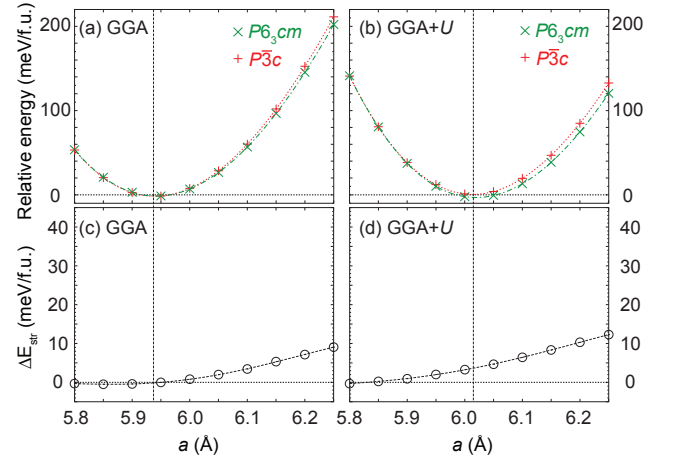 (a) GGA
P6₃cm
P3̅c
(b) GGA+U
P6₃cm
P3̅c
Relative energy (meV/f.u.)
200
100
0
200
100
0
(c) GGA
(d) GGA+U
ΔE_str (meV/f.u.)
40
30
20
10
0
40
30
20
10
0
5.8 5.9 6.0 6.1 6.2 5.8 5.9 6.0 6.1 6.2
a (Å) a (Å)